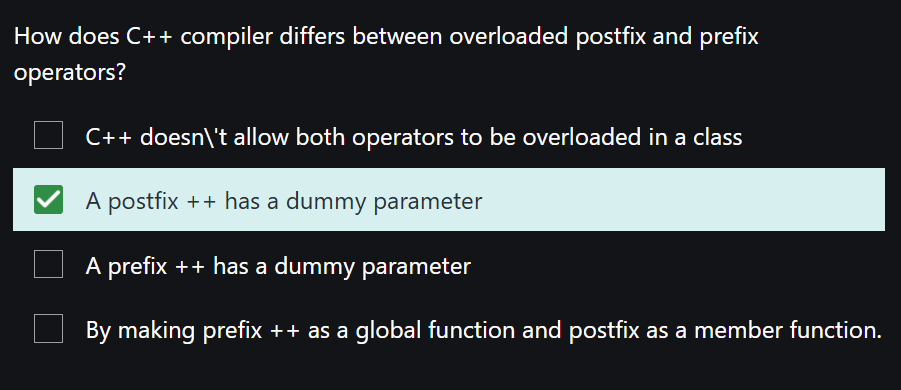 How does C++ compiler differs between overloaded postfix and prefix
operators?
C++ doesn\'t allow both operators to be overloaded in a class
A postfix ++ has a dummy parameter
A prefix ++ has a dummy parameter
By making prefix ++ as a global function and postfix as a member function.